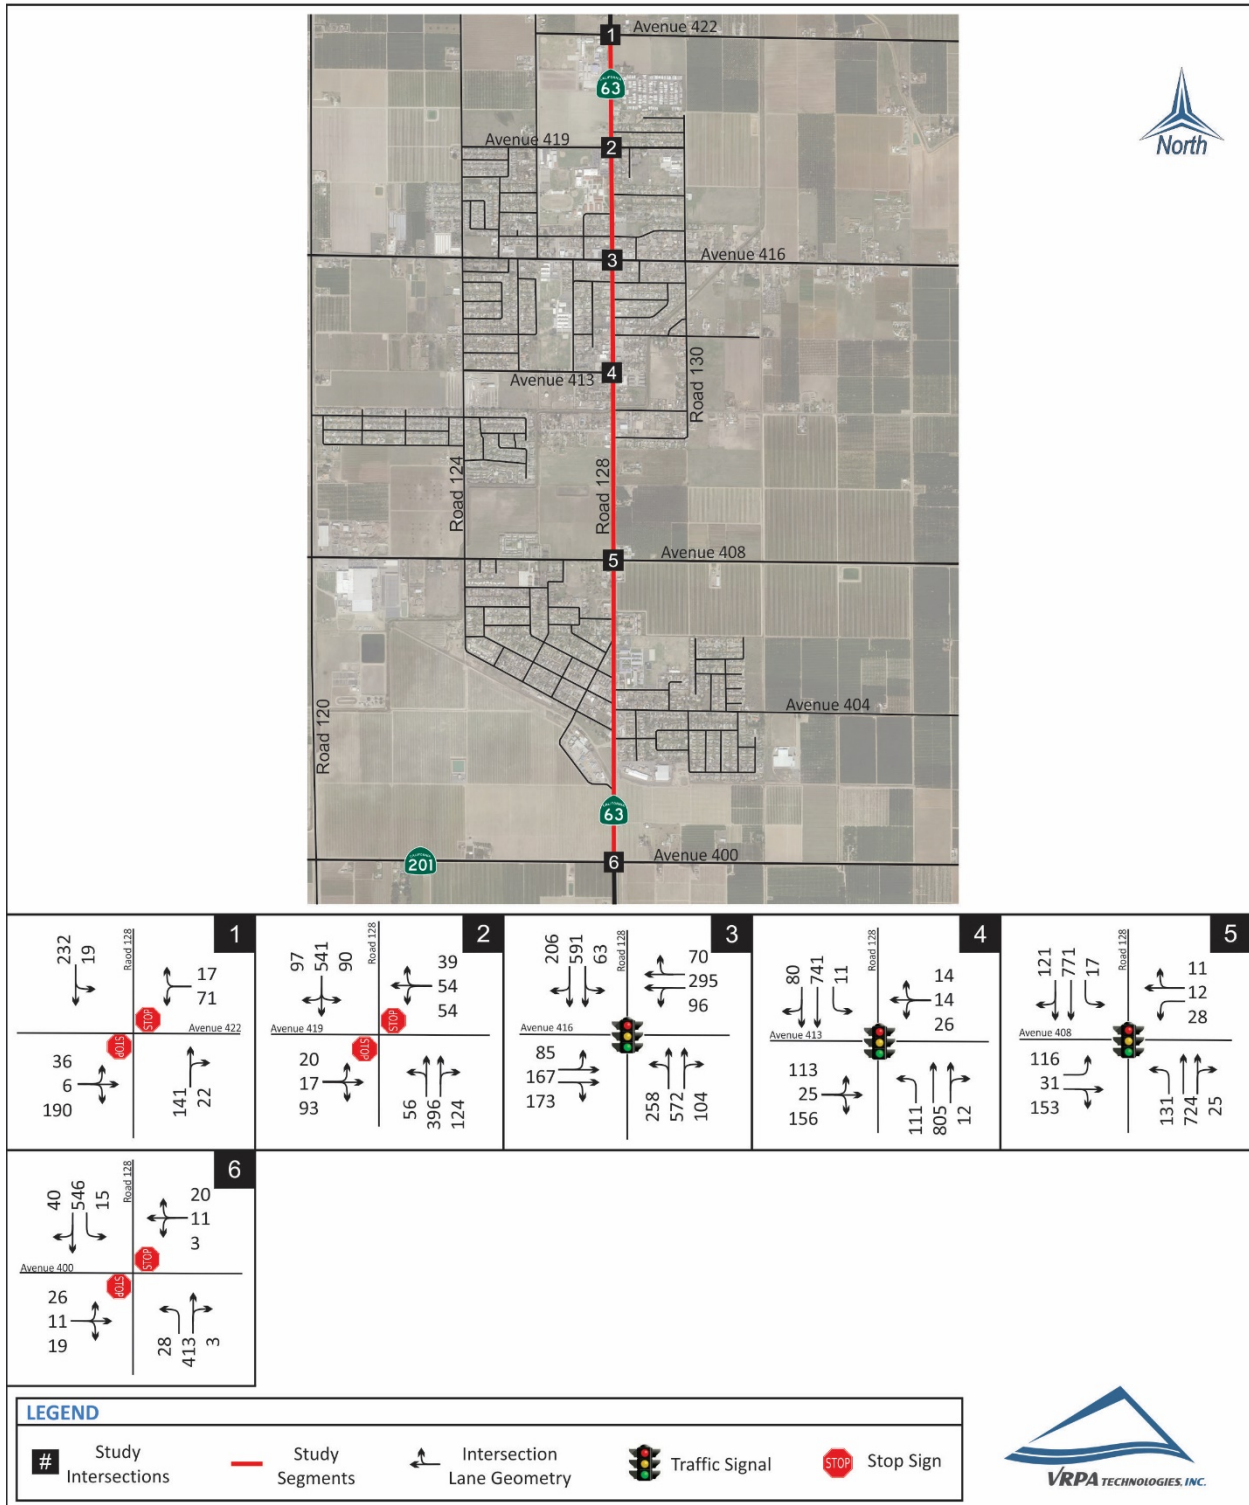 1
Avenue 422
CALIFORNIA
63
North
Avenue 419
2
3
Avenue 416
Avenue 413
4
Road 130
Road 124
Road 128
5
Avenue 408
Avenue 404
Road 120
CALIFORNIA
63
CALIFORNIA
201
6
Avenue 400
1
Raod 128
232
19
17
71
STOP
Avenue 422
STOP
36
6
190
141
22
2
Road 128
97
541
90
39
54
54
STOP
Avenue 419
STOP
20
17
93
56
396
124
3
Road 128
206
591
63
70
295
96
Avenue 416
85
167
173
258
572
104
4
Road 128
80
741
11
14
14
26
Avenue 413
113
25
156
111
805
12
5
Road 128
121
771
17
11
12
28
Avenue 408
116
31
153
131
724
25
6
Road 128
40
546
15
20
11
3
STOP
Avenue 400
STOP
26
11
19
28
413
3
LEGEND
#
Study
Intersections
Study
Segments
Intersection
Lane Geometry
Traffic Signal
STOP
Stop Sign
VRPA TECHNOLOGIES, INC.